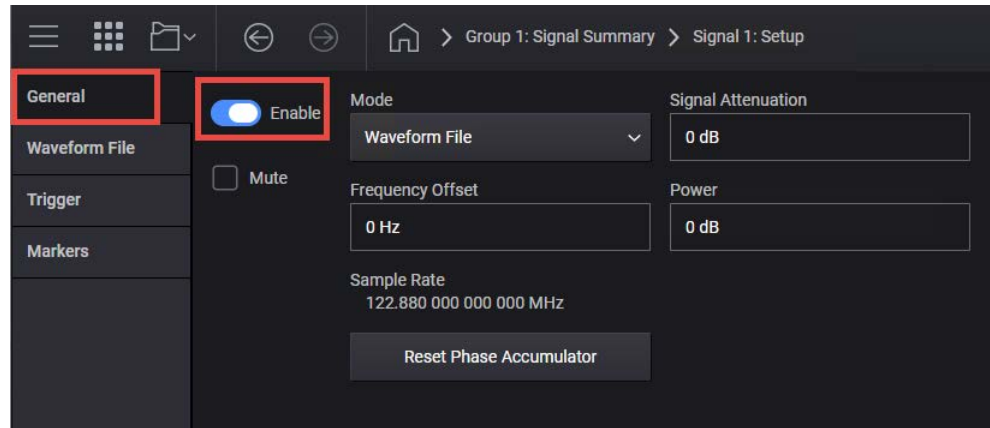 Group 1: Signal Summary
Signal 1: Setup
General
Waveform File
Trigger
Markers
Enable
Mute
Mode
Waveform File
Frequency Offset
0 Hz
Sample Rate
122.880 000 000 000 MHz
Reset Phase Accumulator
Signal Attenuation
0 dB
Power
0 dB